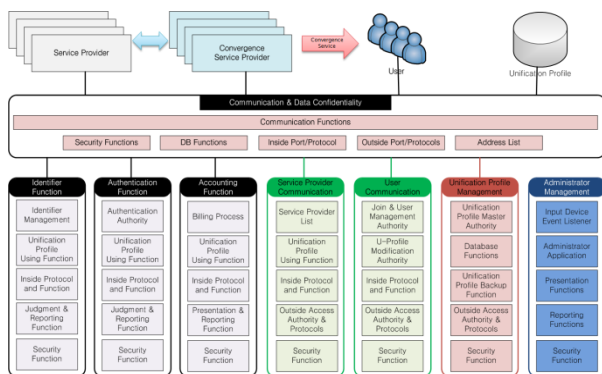 Service Provider
Convergence
Service Provider
Convergence
Service
User
Unification Profile
Communication & Data Confidentiality
Communication Functions
Security Functions
DB Functions
Inside Port/Protocol
Outside Port/Protocols
Address List
Identifier
Function
Identifier
Management
Unification
Profile
Using Function
Inside Protocol
and Function
Judgment &
Reporting
Function
Security
Function
Authentication
Function
Authentication
Authority
Unification
Profile
Using Function
Inside Protocol
and Function
Judgment &
Reporting
Function
Security
Function
Accounting
Function
Billing Process
Unification
Profile
Using Function
Inside Protocol
and Function
Presentation &
Reporting
Function
Security
Function
Service Provider
Communication
Service Provider
List
Unification
Profile
Using Function
Inside Protocol
and Function
Outside Access
Authority &
Protocols
Security
Function
User
Communication
Join & User
Management
Authority
U-Profile
Modification
Authority
Inside Protocol
and Function
Outside Access
Authority &
Protocols
Security
Function
Unification Profile
Management
Unification
Profile Master
Authority
Database
Functions
Unification
Profile Backup
Function
Outside Access
Authority &
Protocols
Security
Function
Administrator
Management
Input Device
Event Listener
Administrator
Application
Presentation
Functions
Reporting
Functions
Security
Function